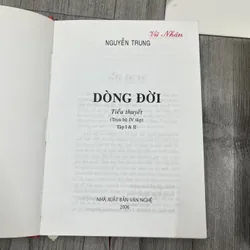 Vũ Nhân
NGUYỄN TRUNG
DÒNG ĐỜI
Tiểu thuyết
(Trọn bộ IV tập)
Tập I & II
NHÀ XUẤT BẢN VĂN NGHỆ
2006